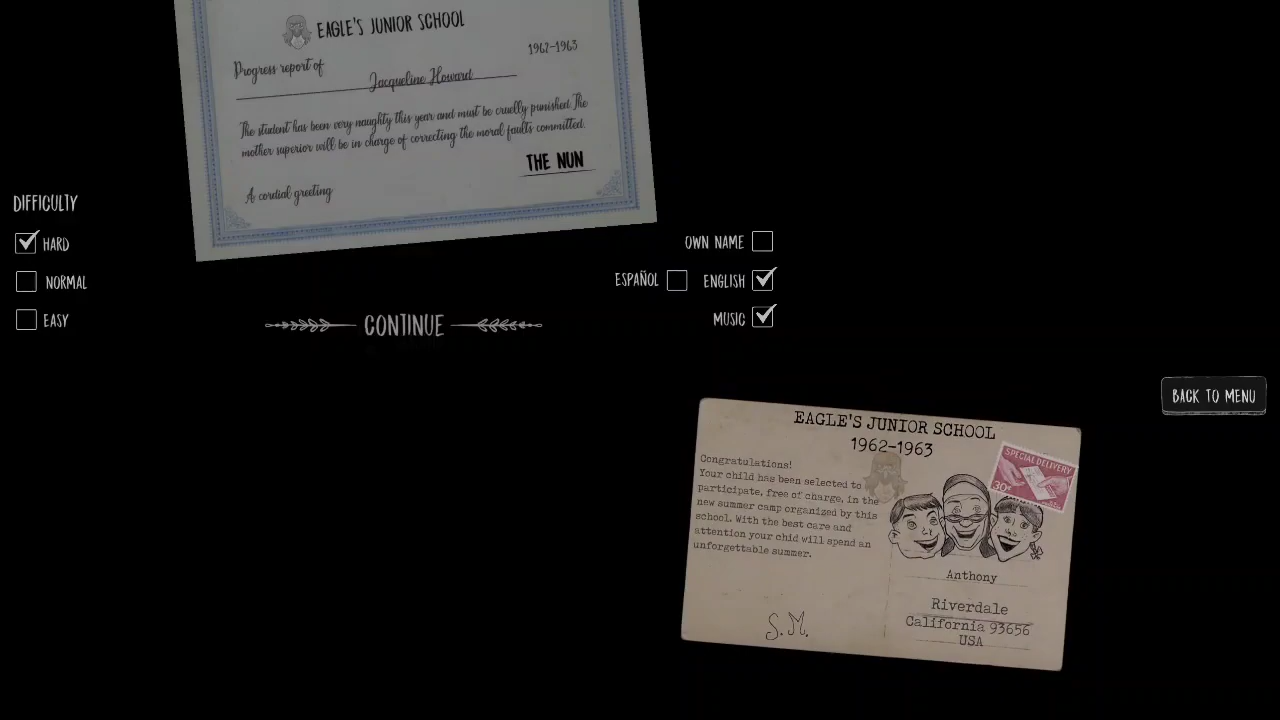 EAGLE'S JUNIOR SCHOOL
1962-1963
Progress report of
Jacqueline Howard
The student has been very naughty this year and must be cruelly punished. The
mother superior will be in charge of correcting the moral faults committed.
THE NUN
A cordial greeting
DIFFICULTY
HARD
NORMAL
EASY
OWN NAME
ESPAÑOL
ENGLISH
MUSIC
CONTINUE
BACK TO MENU
EAGLE'S JUNIOR SCHOOL
1962-1963
Congratulations!
Your child has been selected to
participate, free of charge, in the
new summer camp organized by this
school. With the best care and
attention your chid will spend an
unforgettable summer.
S.M.
SPECIAL DELIVERY
30¢
Anthony
Riverdale
California 93656
USA